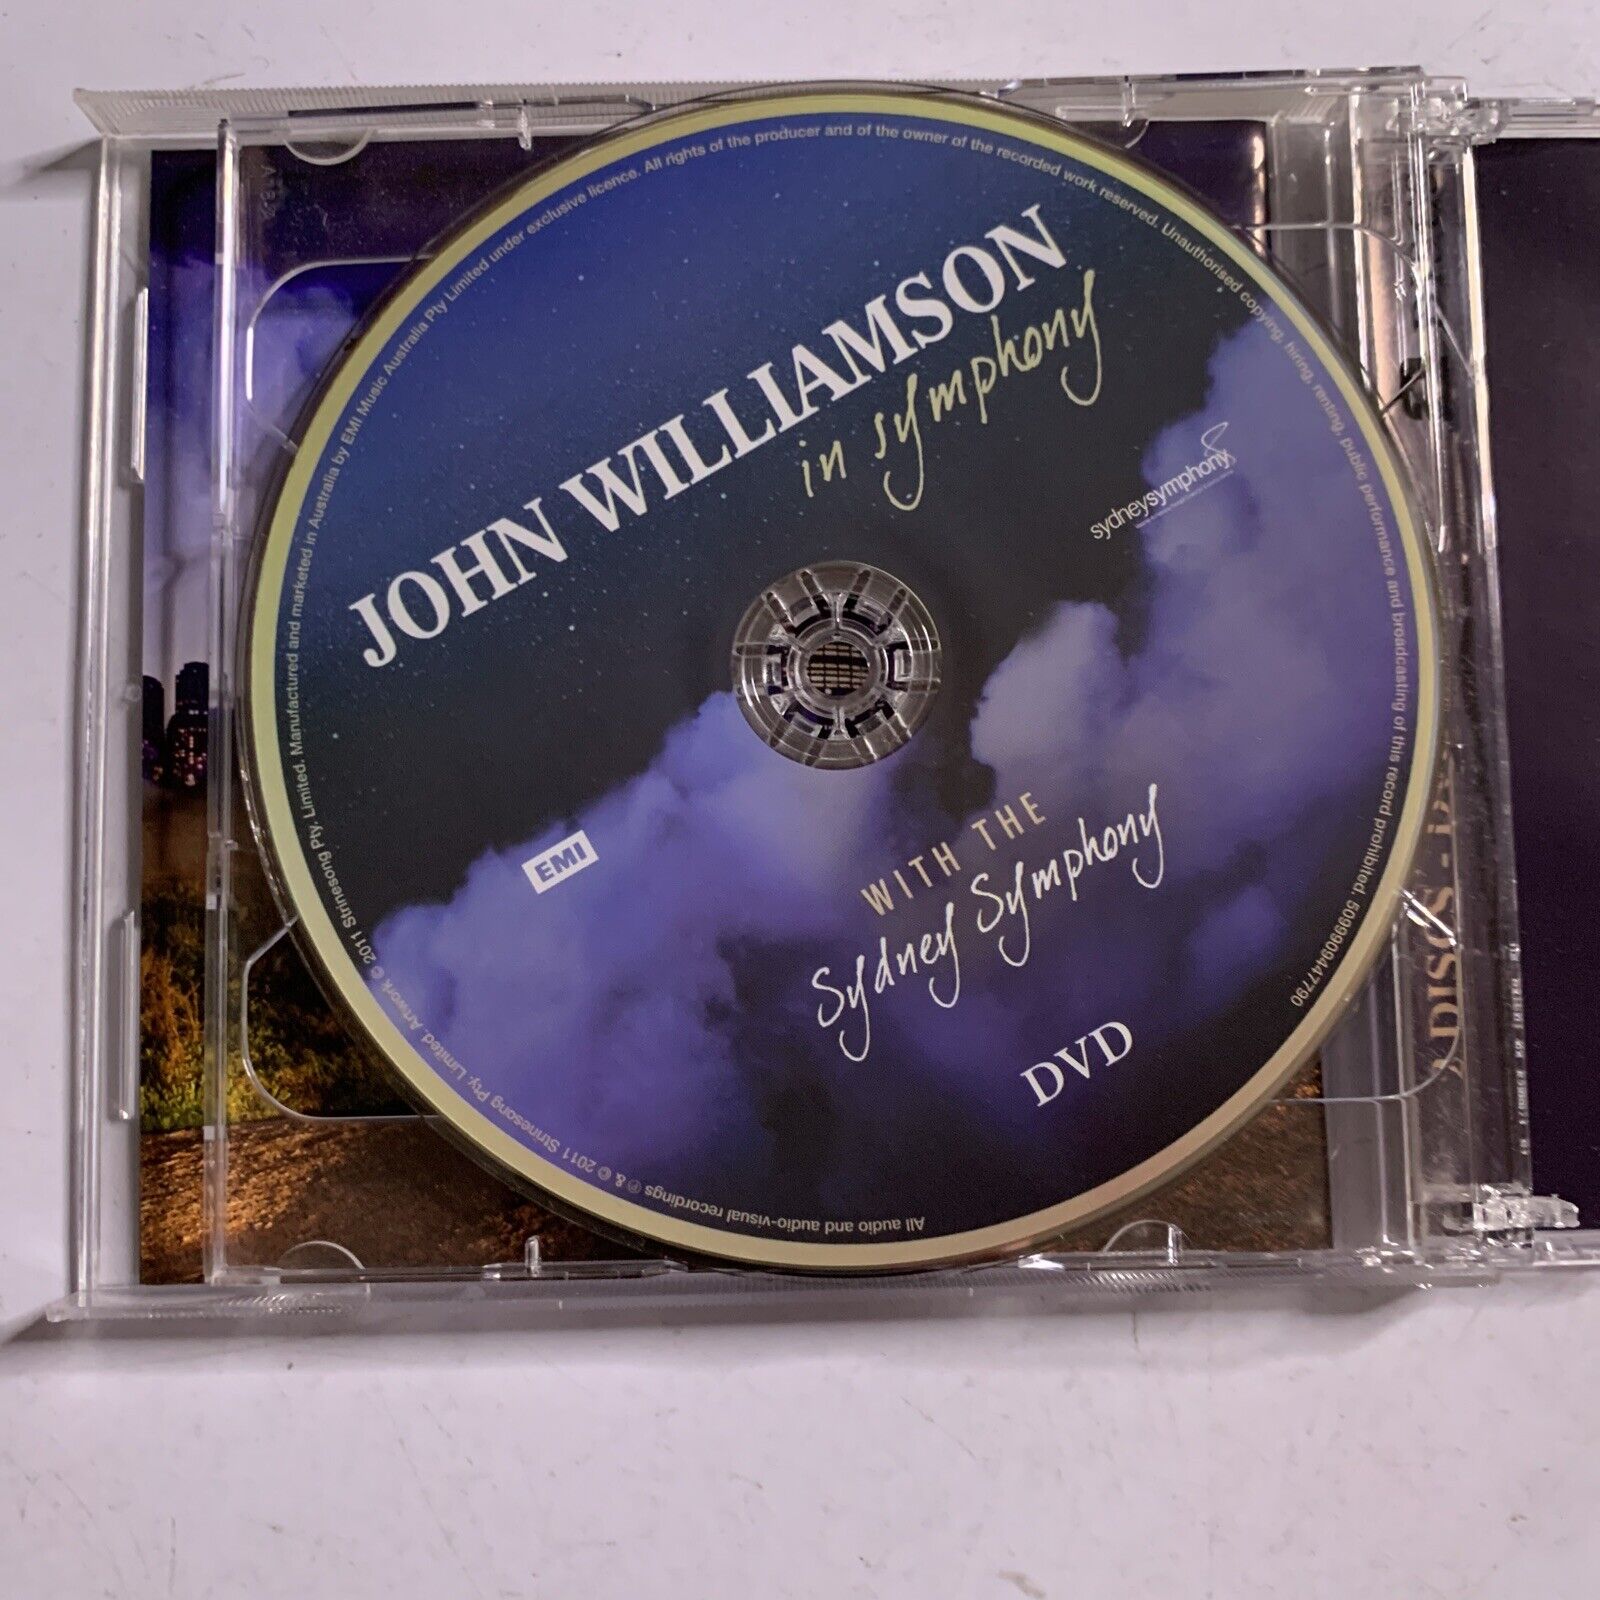 JOHN WILLIAMSON
in symphony
sydneysymphony
EMI
WITH THE
Sydney Symphony
DVD
All audio and audio-visual recordings ℗ & © 2011 Strinesong Pty. Limited. Artwork © 2011 Strinesong Pty. Limited. Manufactured and marketed in Australia by EMI Music Australia Pty Limited under exclusive licence. All rights of the producer and of the owner of the recorded work reserved. Unauthorised copying, hiring, renting, public performance and broadcasting of this record prohibited. 5099909447790